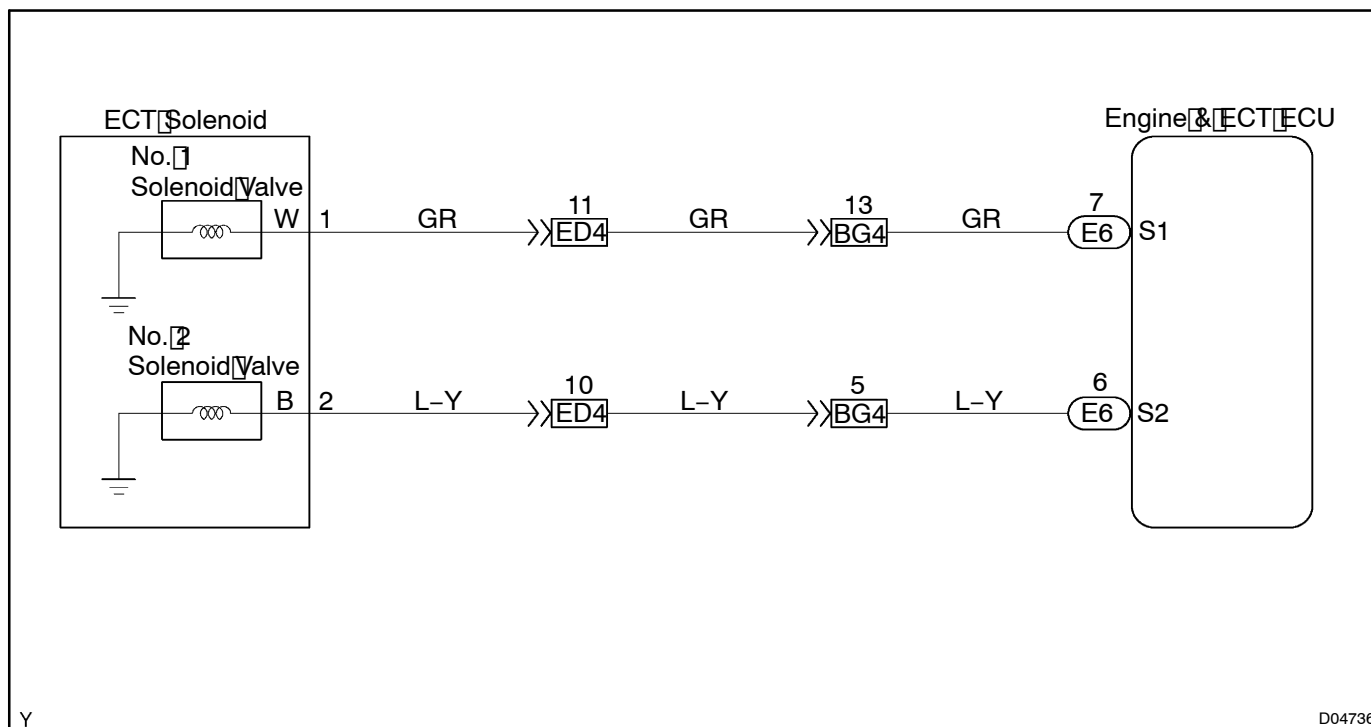 ECT Solenoid
Engine & ECT ECU
No. 1
Solenoid Valve
W 1 GR 11 ED4 GR 13 BG4 GR 7 E6 S1
No. 2
Solenoid Valve
B 2 L–Y 10 ED4 L–Y 5 BG4 L–Y 6 E6 S2
Y
D04736